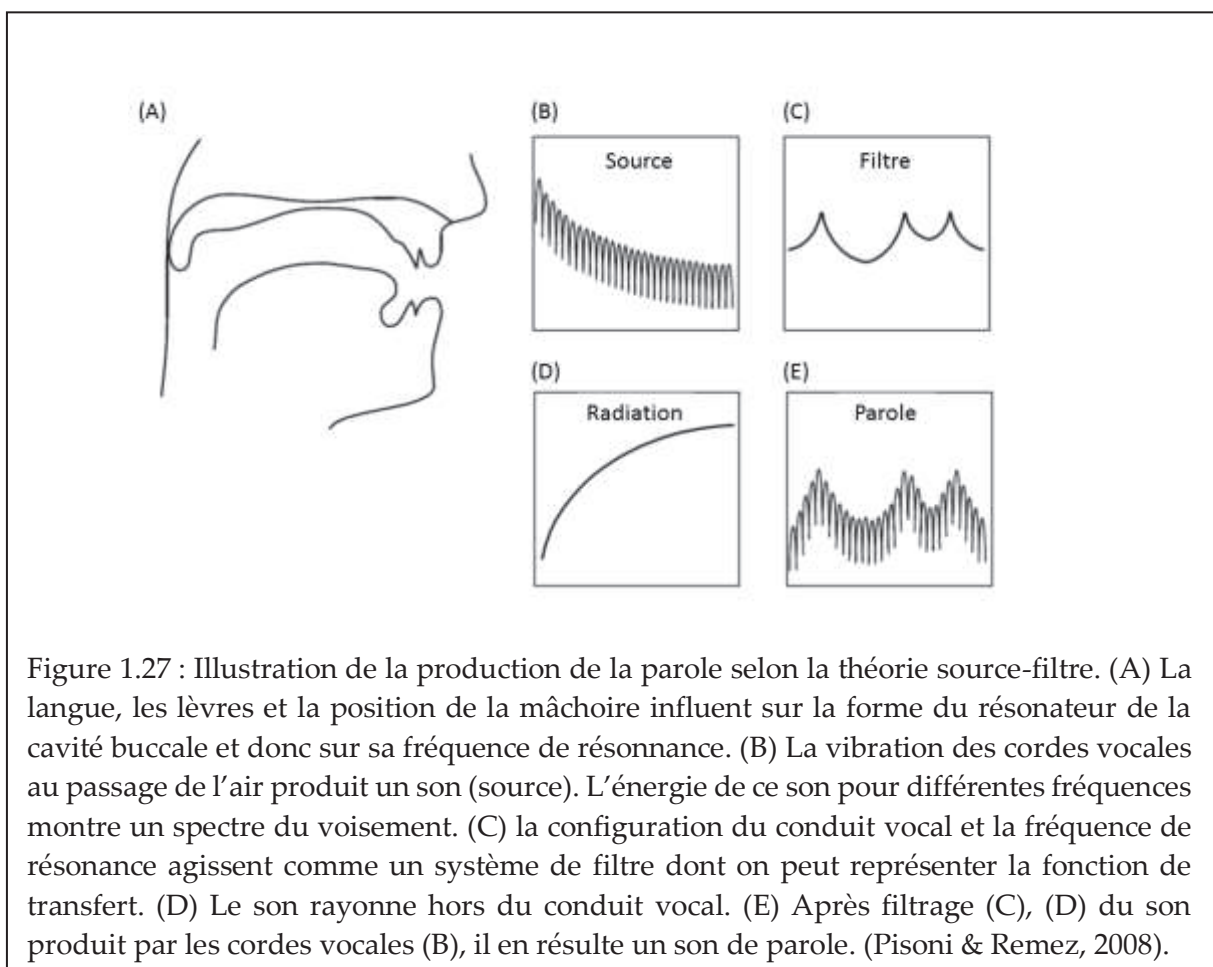 (A)
(B)
(C)
Source
Filtre
(D)
(E)
Radiation
Parole
Figure 1.27 : Illustration de la production de la parole selon la théorie source-filtre. (A) La
langue, les lèvres et la position de la mâchoire influent sur la forme du résonateur de la
cavité buccale et donc sur sa fréquence de résonnance. (B) La vibration des cordes vocales
au passage de l’air produit un son (source). L’énergie de ce son pour différentes fréquences
montre un spectre du voisement. (C) la configuration du conduit vocal et la fréquence de
résonance agissent comme un système de filtre dont on peut représenter la fonction de
transfert. (D) Le son rayonne hors du conduit vocal. (E) Après filtrage (C), (D) du son
produit par les cordes vocales (B), il en résulte un son de parole. (Pisoni & Remez, 2008).